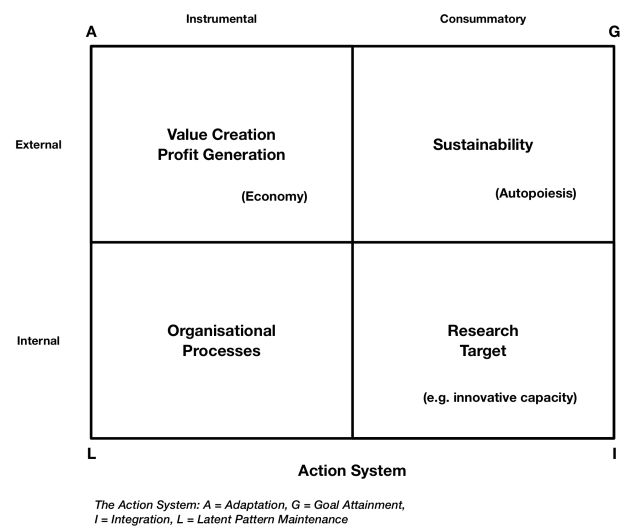 Instrumental
Consummatory
A
G
External
Value Creation
Profit Generation
(Economy)
Sustainability
(Autopoiesis)
Internal
Organisational
Processes
Research
Target
(e.g. innovative capacity)
L
I
Action System
The Action System: A = Adaptation, G = Goal Attainment,
I = Integration, L = Latent Pattern Maintenance